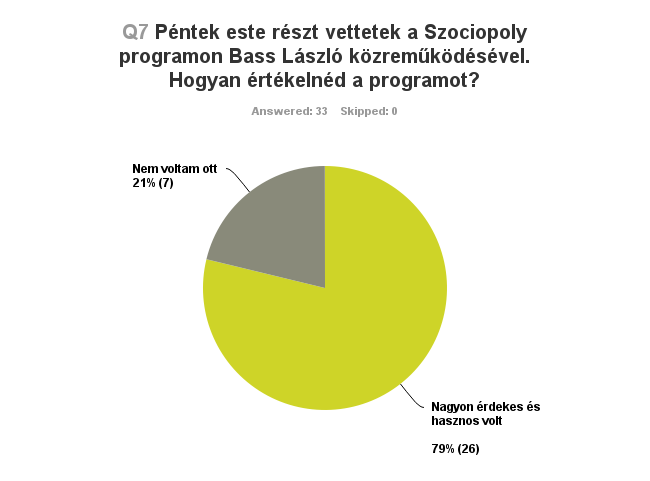 Q7 Péntek este részt vettetek a Szociopoly
programon Bass László közreműködésével.
Hogyan értékelnéd a programot?
Answered: 33 Skipped: 0
Nem voltam ott
21% (7)
Nagyon érdekes és
hasznos volt
79% (26)